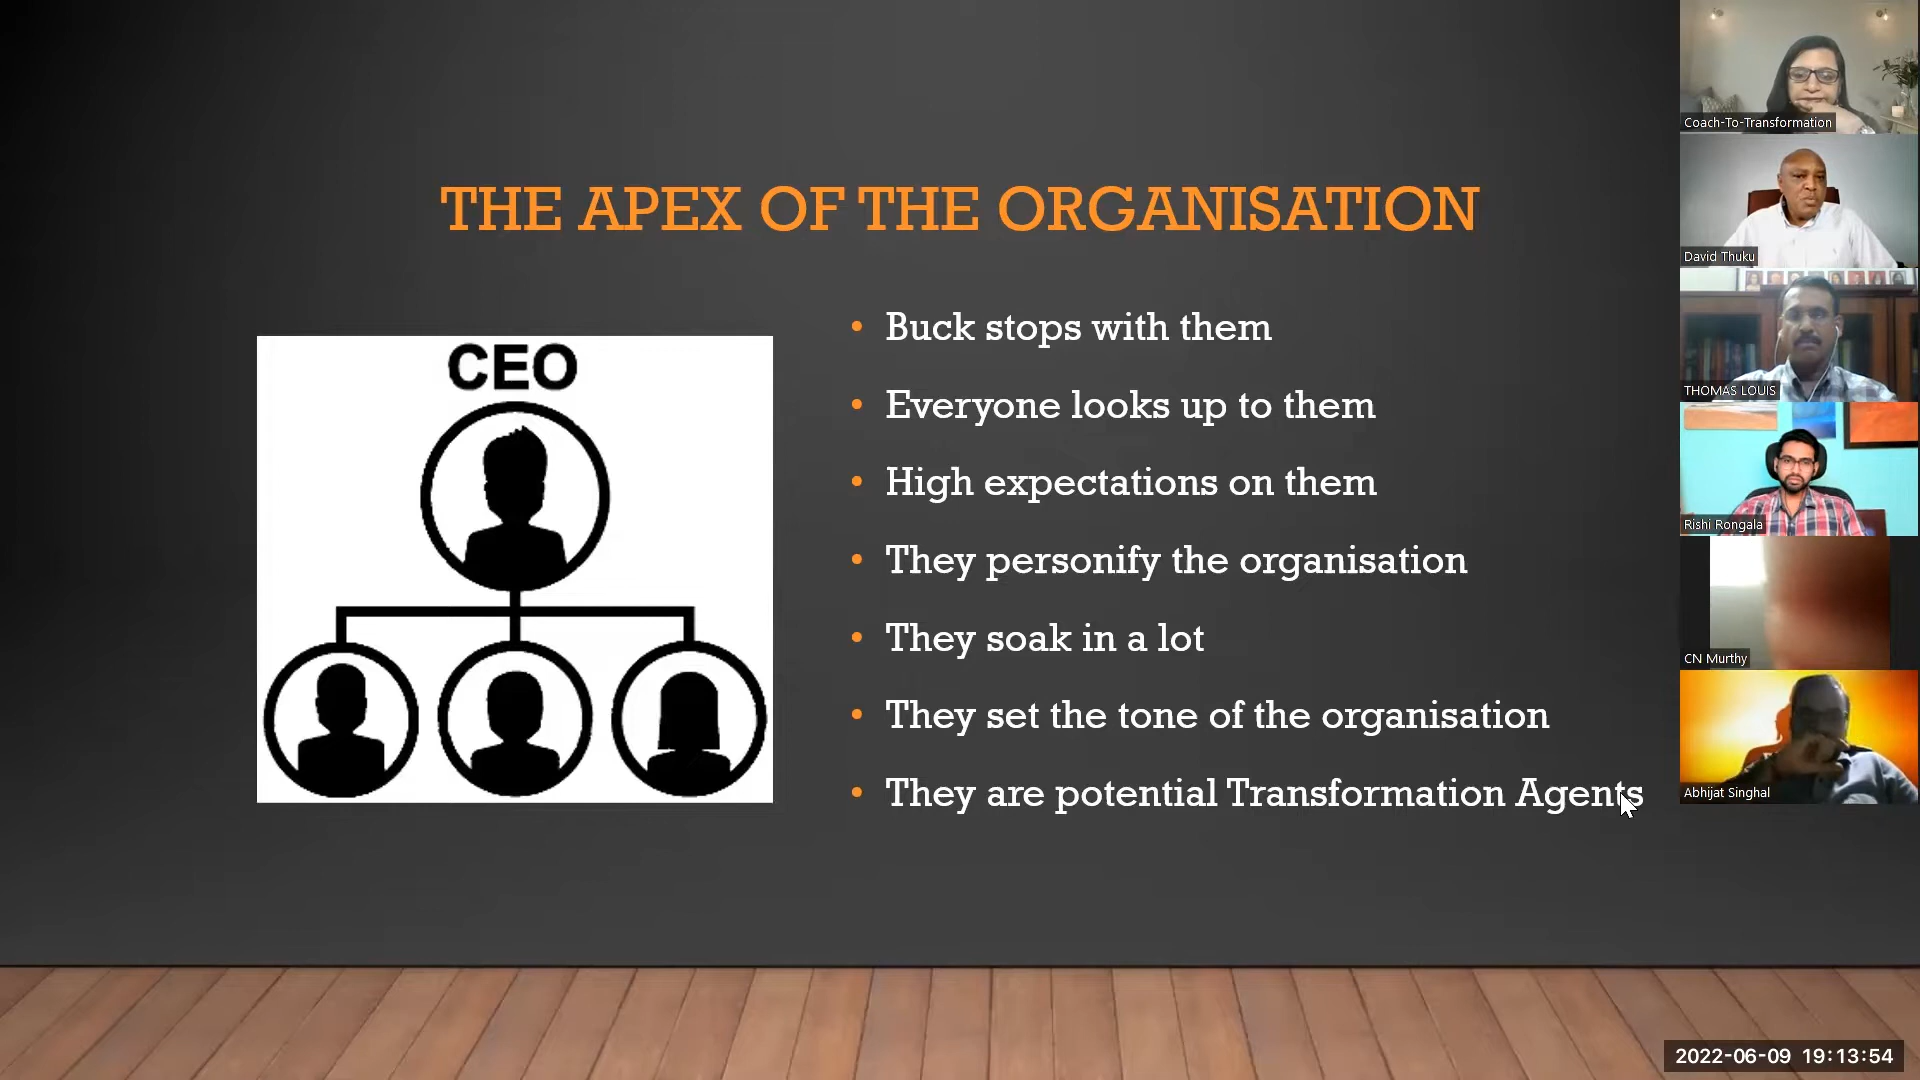 THE APEX OF THE ORGANISATION
CEO
• Buck stops with them
• Everyone looks up to them
• High expectations on them
• They personify the organisation
• They soak in a lot
• They set the tone of the organisation
• They are potential Transformation Agents
Coach-To-Transformation
David Thuku
THOMAS LOUIS
Rishi Rongala
CN Murthy
Abhijat Singhal
2022-06-09 19:13:54